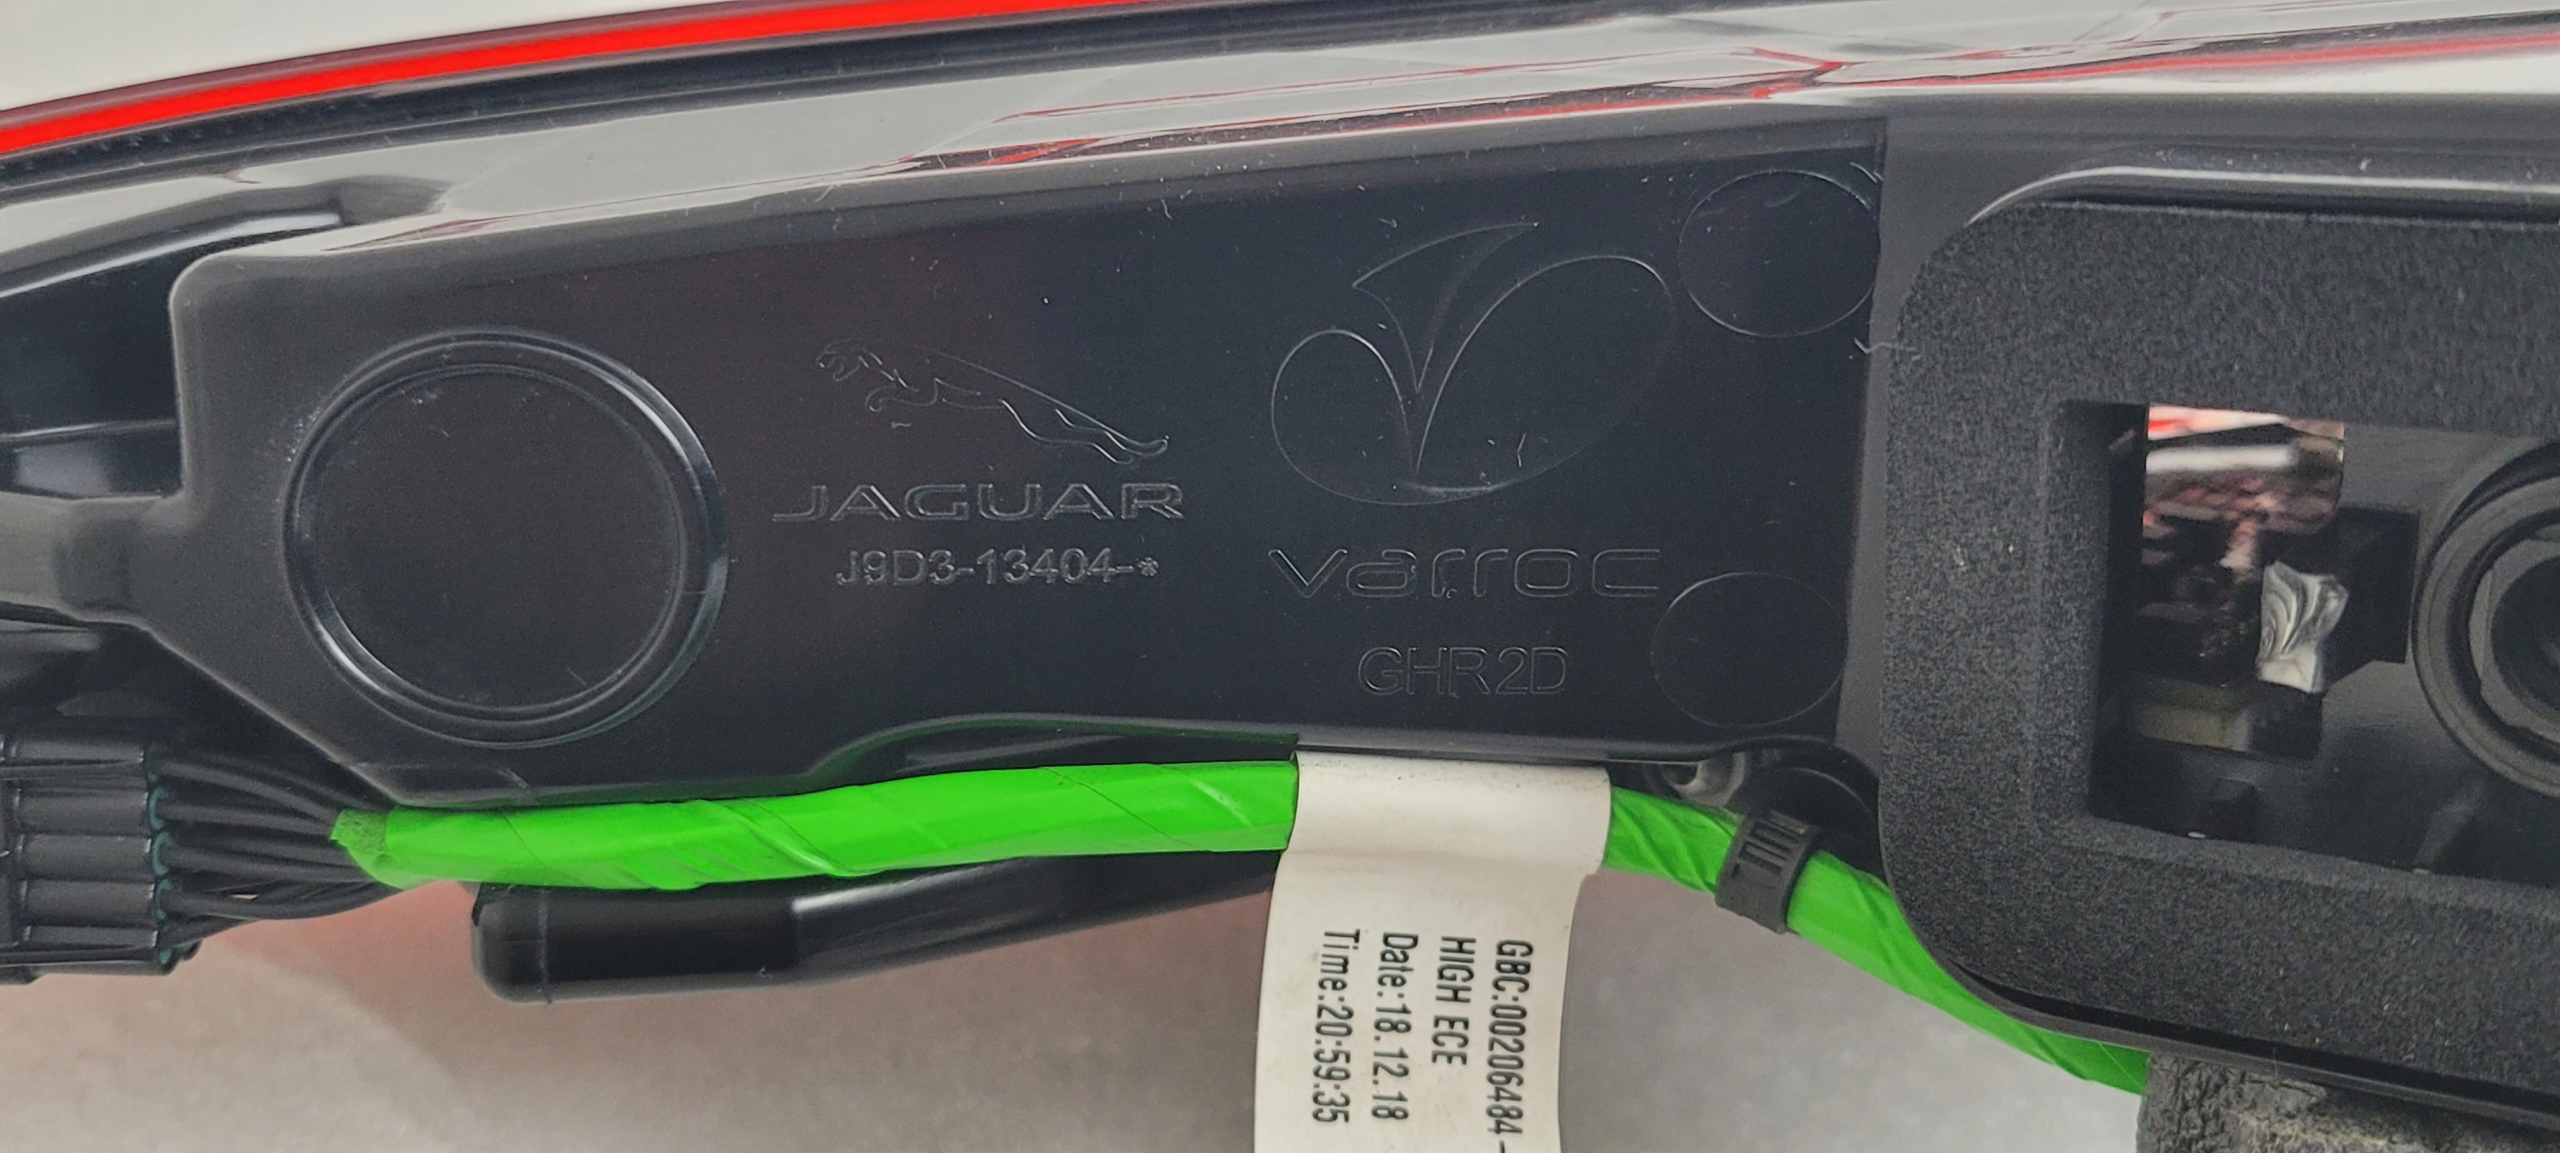 JAGUAR
J9D3-13404-*
varroc
GHR2D
GBC:00206484-
HIGH ECE
Date:18.12.18
Time:20:59:35